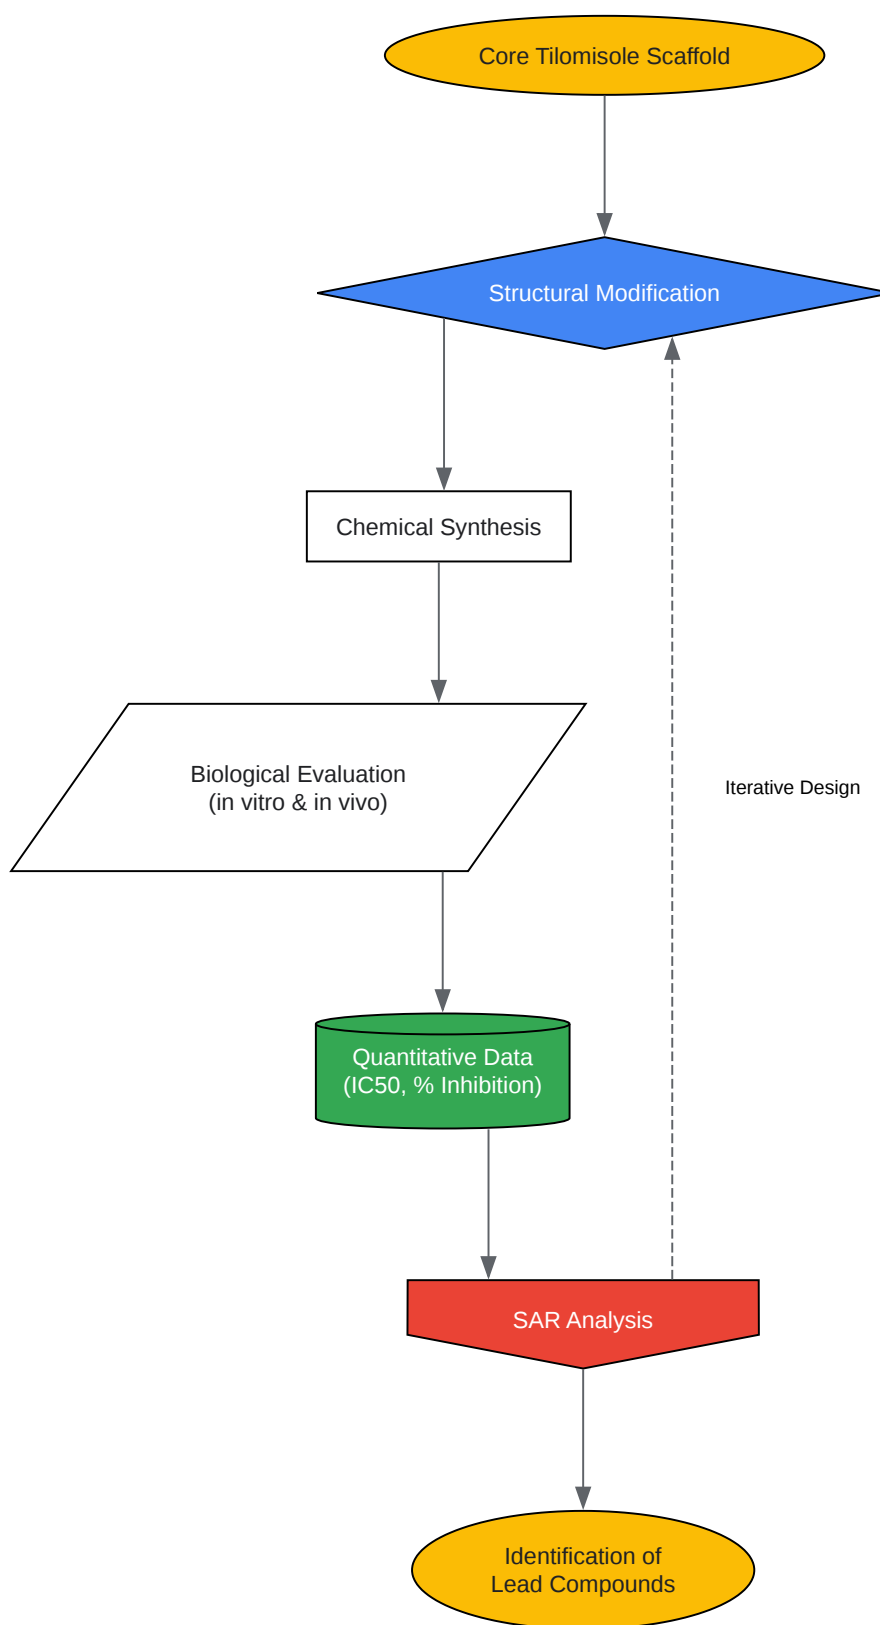 Core Tilomisole Scaffold
Structural Modification
Chemical Synthesis
Biological Evaluation
(in vitro & in vivo)
Iterative Design
Quantitative Data
(IC50, % Inhibition)
SAR Analysis
Identification of
Lead Compounds